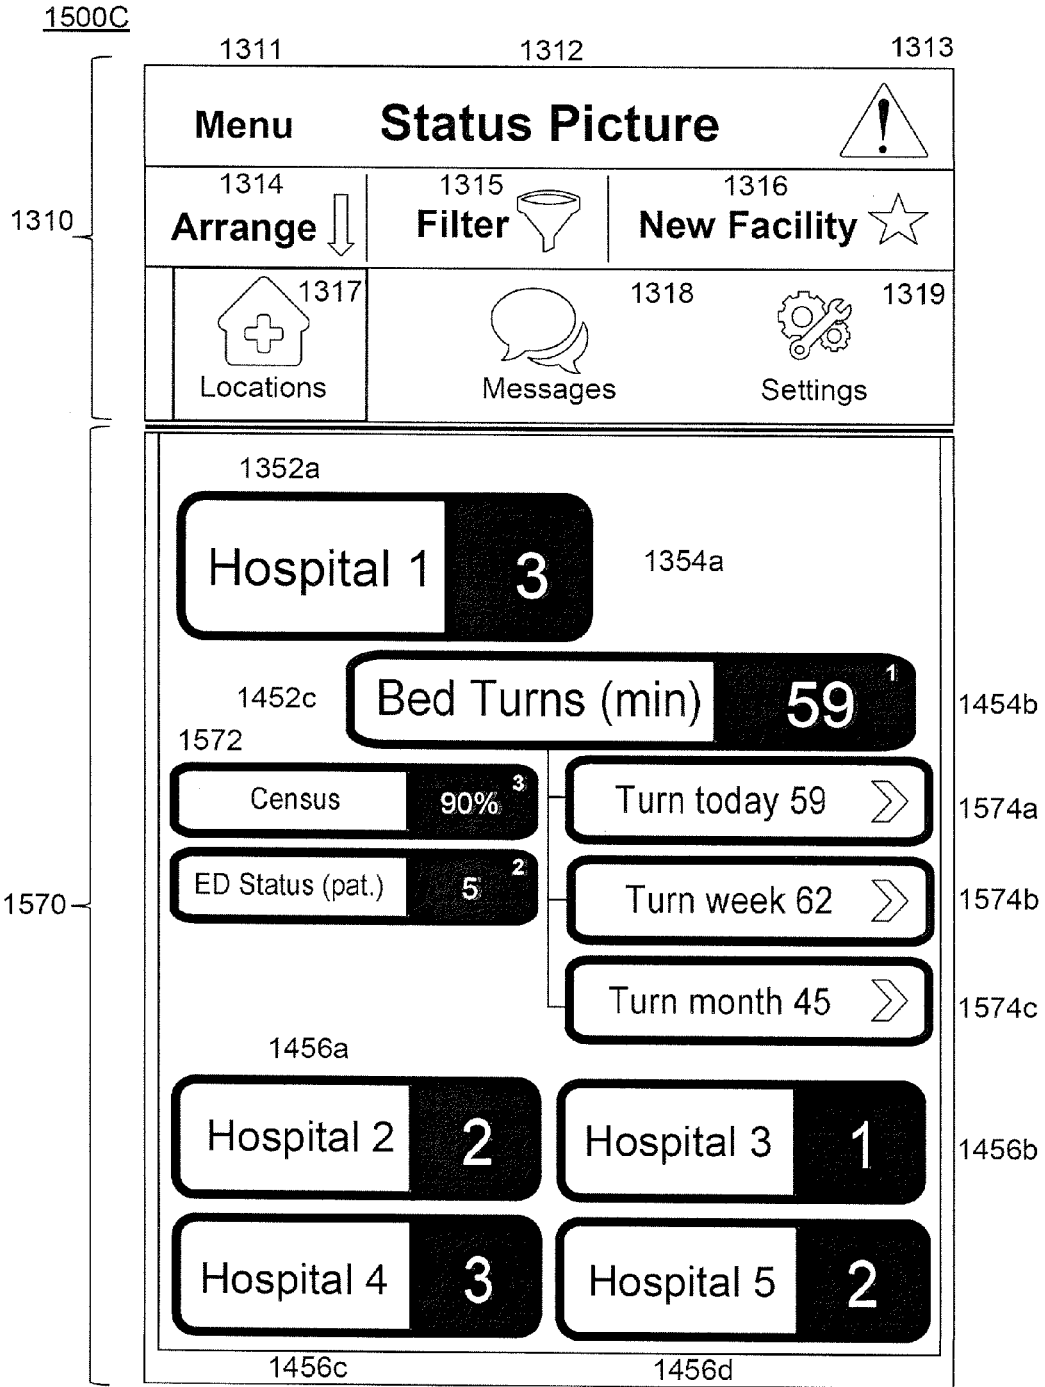 1500C
1311 1312 1313
Menu Status Picture !
1314 1315 1316
1310 Arrange Filter New Facility
1317 1318 1319
Locations Messages Settings
1352a
Hospital 1 3 1354a
1452c Bed Turns (min) 59 1 1454b
1572
Census 90% 3 Turn today 59 1574a
ED Status (pat.) 5 2
1570 Turn week 62 1574b
Turn month 45 1574c
1456a
Hospital 2 2 Hospital 3 1 1456b
Hospital 4 3 Hospital 5 2
1456c 1456d